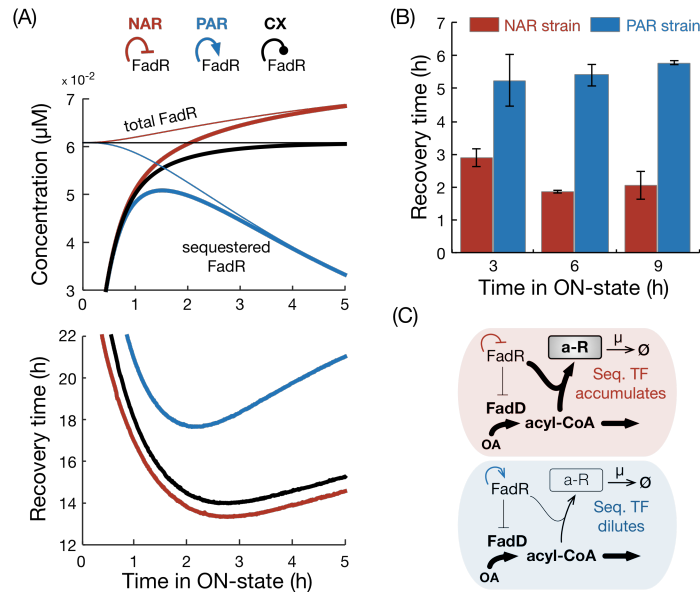 (A)
NAR PAR CX
FadR FadR FadR
x 10⁻²
7
6
5
4
3
Concentration (µM)
total FadR
sequestered
FadR
0 1 2 3 4 5
22
20
18
16
14
12
Recovery time (h)
0 1 2 3 4 5
Time in ON-state (h)
(B)
NAR strain PAR strain
7
6
5
4
3
2
1
0
Recovery time (h)
3 6 9
Time in ON-state (h)
(C)
FadR a-R µ Ø
Seq. TF
accumulates
FadD
OA acyl-CoA
FadR a-R µ Ø
Seq. TF
dilutes
FadD
OA acyl-CoA